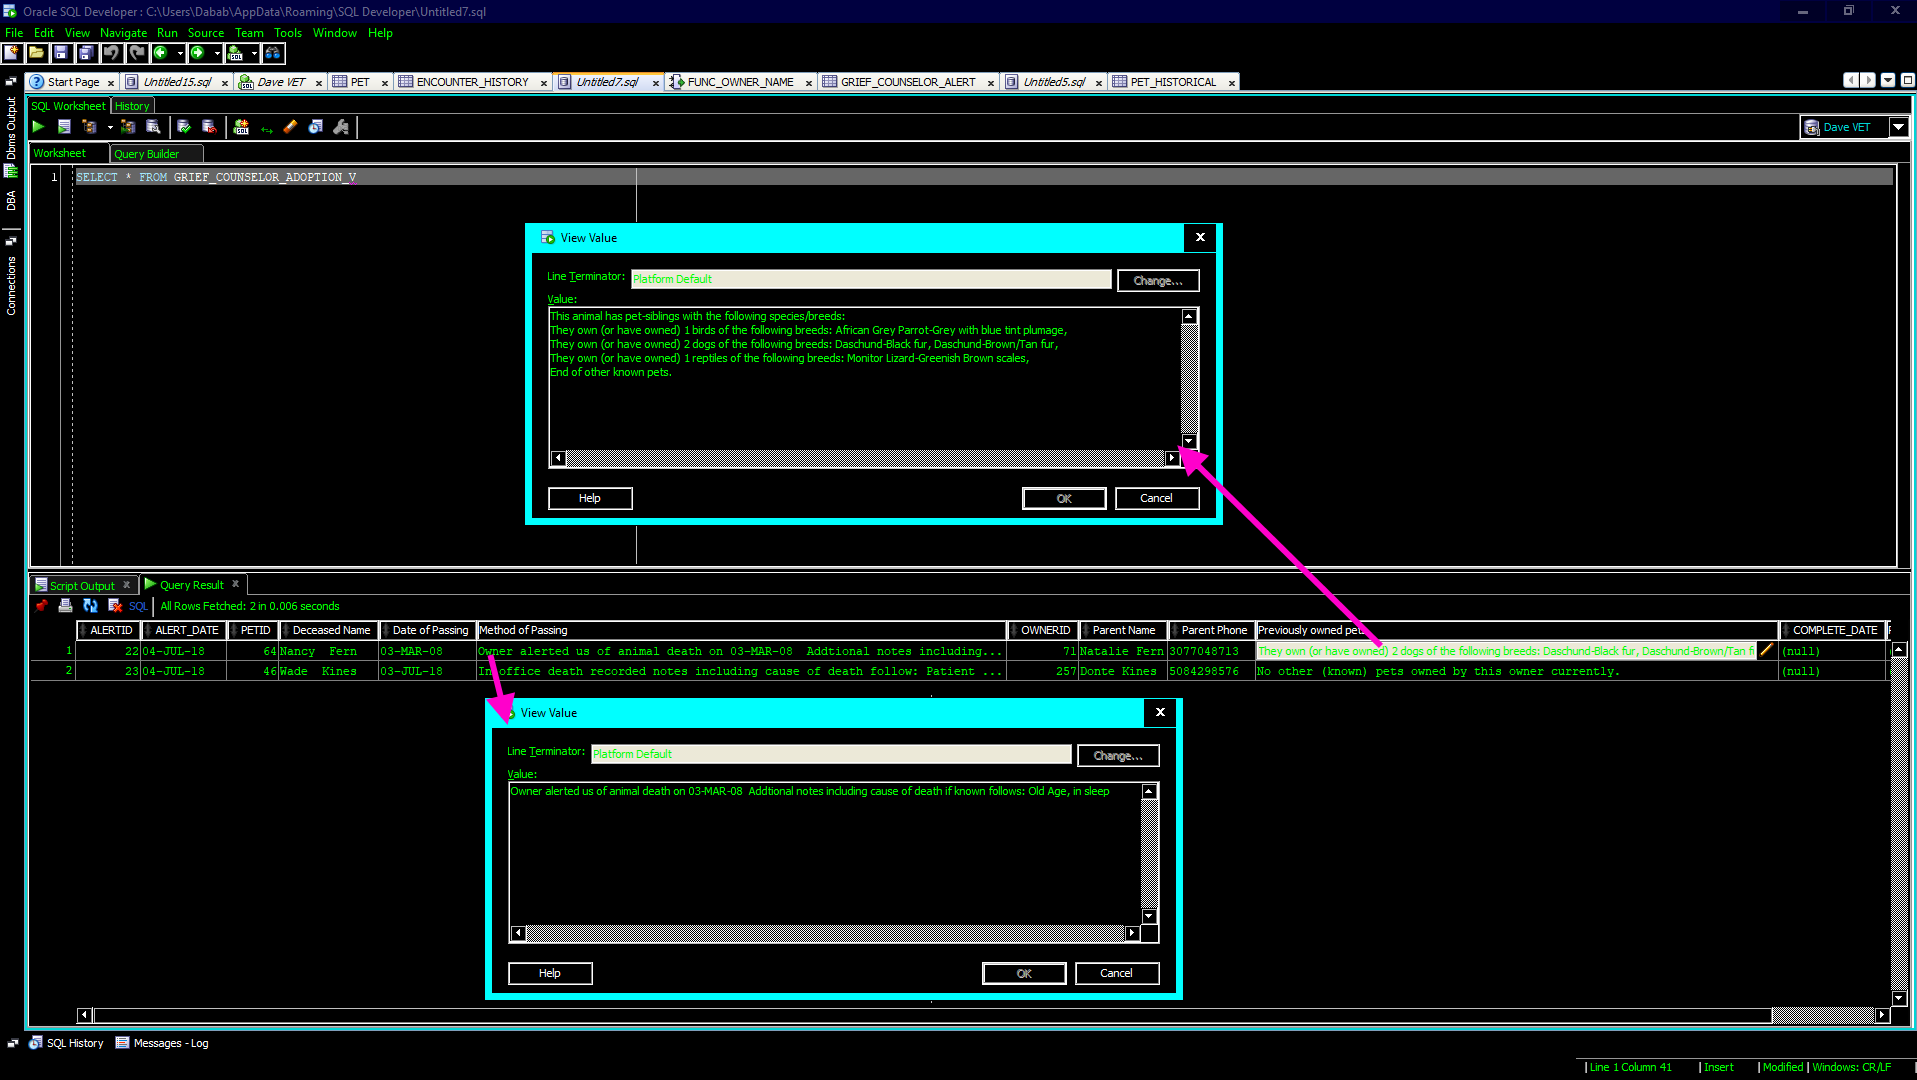 Oracle SQL Developer : C:\Users\Dabab\AppData\Roaming\SQL Developer\Untitled7.sql
File Edit View Navigate Run Source Team Tools Window Help
Start Page Untitled15.sql Dave VET PET ENCOUNTER_HISTORY Untitled7.sql FUNC_OWNER_NAME GRIEF_COUNSELOR_ALERT Untitled5.sql PET_HISTORICAL
Dbms Output
DBA
Connections
SQL Worksheet History
Dave VET
Worksheet Query Builder
1 SELECT * FROM GRIEF_COUNSELOR_ADOPTION_V
View Value
Line Terminator: Platform Default Change...
Value:
This animal has pet-siblings with the following species/breeds:
They own (or have owned) 1 birds of the following breeds: African Grey Parrot-Grey with blue tint plumage,
They own (or have owned) 2 dogs of the following breeds: Daschund-Black fur, Daschund-Brown/Tan fur,
They own (or have owned) 1 reptiles of the following breeds: Monitor Lizard-Greenish Brown scales,
End of other known pets.
Help OK Cancel
Script Output Query Result
SQL All Rows Fetched: 2 in 0.006 seconds
ALERTID ALERT_DATE PETID Deceased Name Date of Passing Method of Passing OWNERID Parent Name Parent Phone Previously owned pet COMPLETE_DATE
1 22 04-JUL-18 64 Nancy Fern 03-MAR-08 Owner alerted us of animal death on 03-MAR-08 Addtional notes including... 71 Natalie Fern 3077048713 They own (or have owned) 2 dogs of the following breeds: Daschund-Black fur, Daschund-Brown/Tan f (null)
2 23 04-JUL-18 46 Wade Kines 03-JUL-18 In office death recorded notes including cause of death follow: Patient ... 257 Donte Kines 5084298576 No other (known) pets owned by this owner currently. (null)
View Value
Line Terminator: Platform Default Change...
Value:
Owner alerted us of animal death on 03-MAR-08 Addtional notes including cause of death if known follows: Old Age, in sleep
Help OK Cancel
SQL History Messages - Log
Line 1 Column 41 Insert Modified Windows: CR/LF